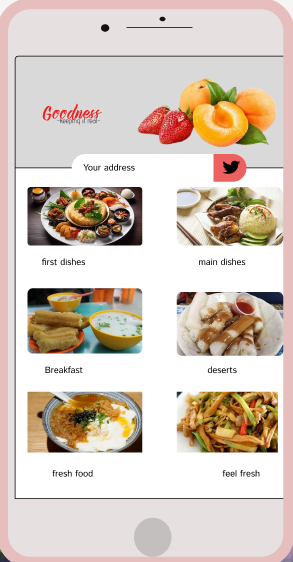 Goodness
-Keeping it real-
Your address
first dishes
main dishes
Breakfast
deserts
fresh food
feel fresh